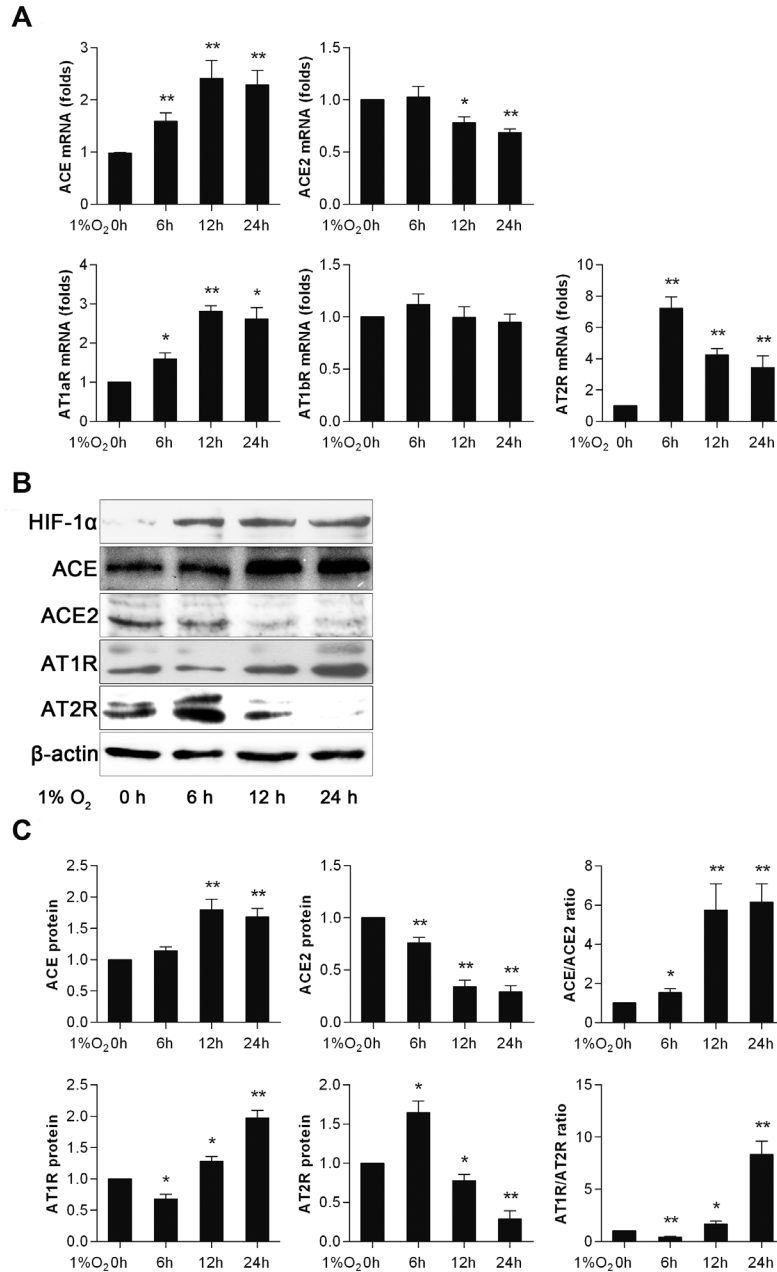 A
ACE mRNA (folds)
3
2
1
0
** ** **
1%O2 0h 6h 12h 24h
ACE2 mRNA (folds)
1.5
1.0
0.5
0.0
* **
1%O2 0h 6h 12h 24h
AT1aR mRNA (folds)
4
3
2
1
0
* ** *
1%O2 0h 6h 12h 24h
AT1bR mRNA (folds)
1.5
1.0
0.5
0.0
1%O2 0h 6h 12h 24h
AT2R mRNA (folds)
10
8
6
4
2
0
** ** **
1%O2 0h 6h 12h 24h
B
HIF-1α
ACE
ACE2
AT1R
AT2R
β-actin
1% O2 0 h 6 h 12 h 24 h
C
ACE protein
2.5
2.0
1.5
1.0
0.5
0.0
** **
1%O2 0h 6h 12h 24h
ACE2 protein
1.5
1.0
0.5
0.0
** ** **
1%O2 0h 6h 12h 24h
ACE/ACE2 ratio
8
6
4
2
0
* ** **
1%O2 0h 6h 12h 24h
AT1R protein
2.5
2.0
1.5
1.0
0.5
0.0
* * **
1%O2 0h 6h 12h 24h
AT2R protein
2.0
1.5
1.0
0.5
0.0
* * **
1%O2 0h 6h 12h 24h
AT1R/AT2R ratio
15
10
5
0
** * **
1%O2 0h 6h 12h 24h